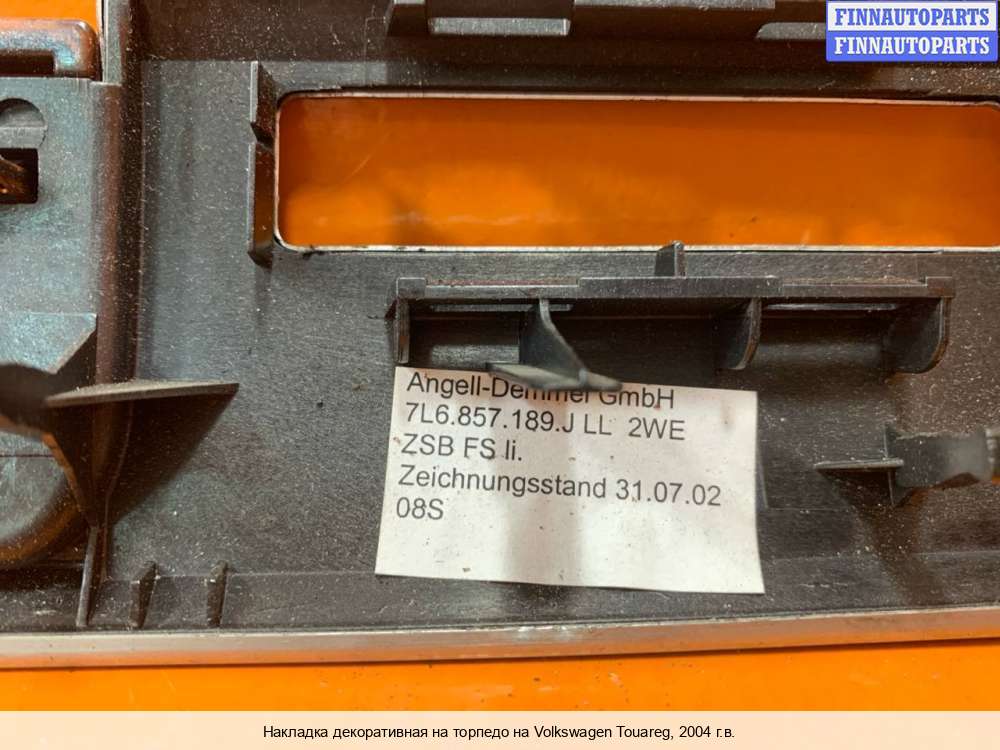 FINNAUTOPARTS
FINNAUTOPARTS
Angell-Demmel GmbH
7L6.857.189.J LL 2WE
ZSB FS li.
Zeichnungsstand 31.07.02
08S
Накладка декоративная на торпедо на Volkswagen Touareg, 2004 г.в.